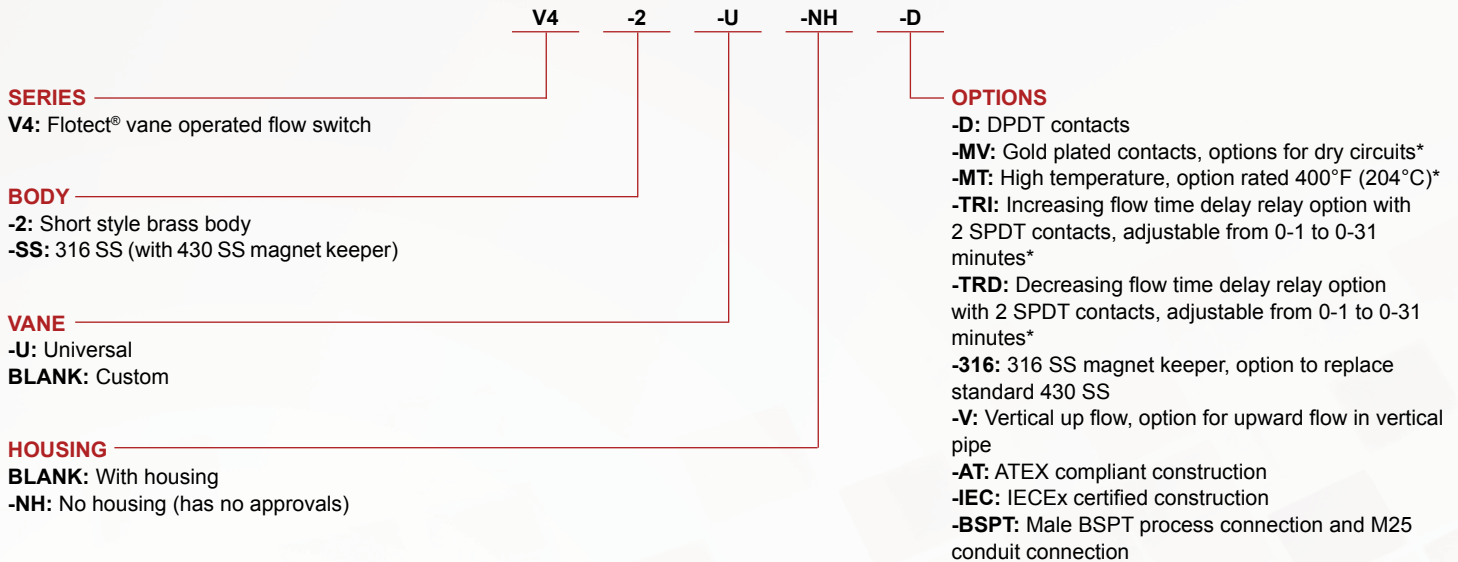 V4 -2 -U -NH -D
SERIES
V4: Flotect® vane operated flow switch
BODY
-2: Short style brass body
-SS: 316 SS (with 430 SS magnet keeper)
VANE
-U: Universal
BLANK: Custom
HOUSING
BLANK: With housing
-NH: No housing (has no approvals)
OPTIONS
-D: DPDT contacts
-MV: Gold plated contacts, options for dry circuits*
-MT: High temperature, option rated 400°F (204°C)*
-TRI: Increasing flow time delay relay option with
2 SPDT contacts, adjustable from 0-1 to 0-31
minutes*
-TRD: Decreasing flow time delay relay option
with 2 SPDT contacts, adjustable from 0-1 to 0-31
minutes*
-316: 316 SS magnet keeper, option to replace
standard 430 SS
-V: Vertical up flow, option for upward flow in vertical
pipe
-AT: ATEX compliant construction
-IEC: IECEx certified construction
-BSPT: Male BSPT process connection and M25
conduit connection